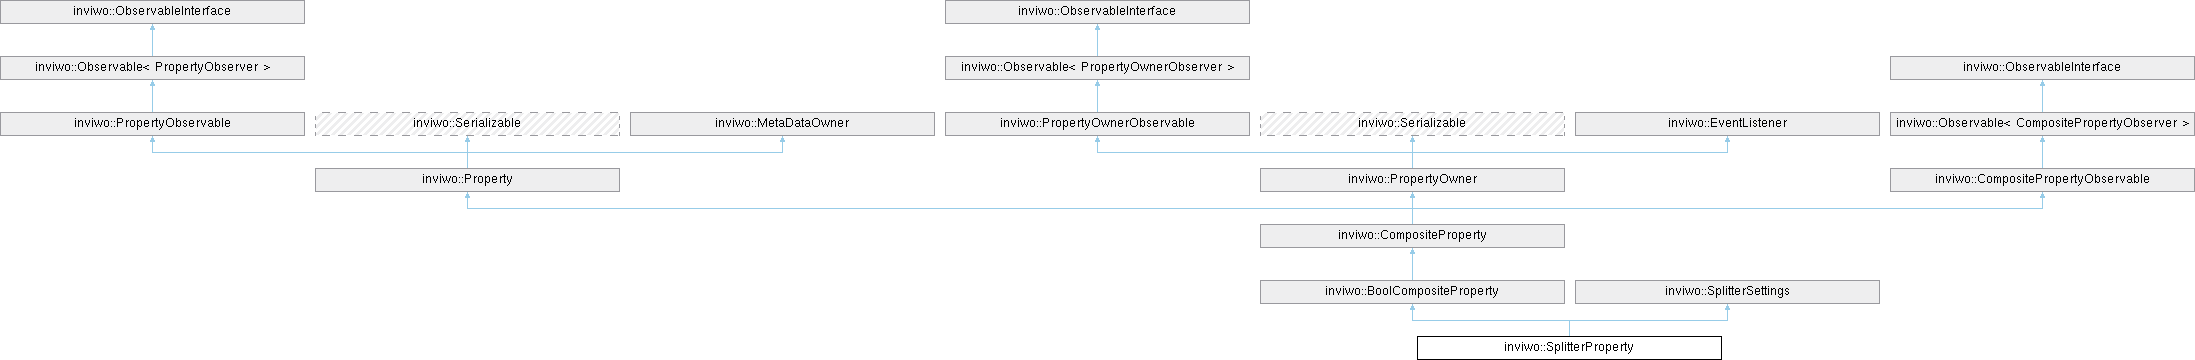 inviwo::ObservableInterface
inviwo::ObservableInterface
inviwo::Observable< PropertyObserver >
inviwo::Observable< PropertyOwnerObserver >
inviwo::ObservableInterface
inviwo::PropertyObservable
inviwo::Serializable
inviwo::MetaDataOwner
inviwo::PropertyOwnerObservable
inviwo::Serializable
inviwo::EventListener
inviwo::Observable< CompositePropertyObserver >
inviwo::Property
inviwo::PropertyOwner
inviwo::CompositePropertyObservable
inviwo::CompositeProperty
inviwo::BoolCompositeProperty
inviwo::SplitterSettings
inviwo::SplitterProperty